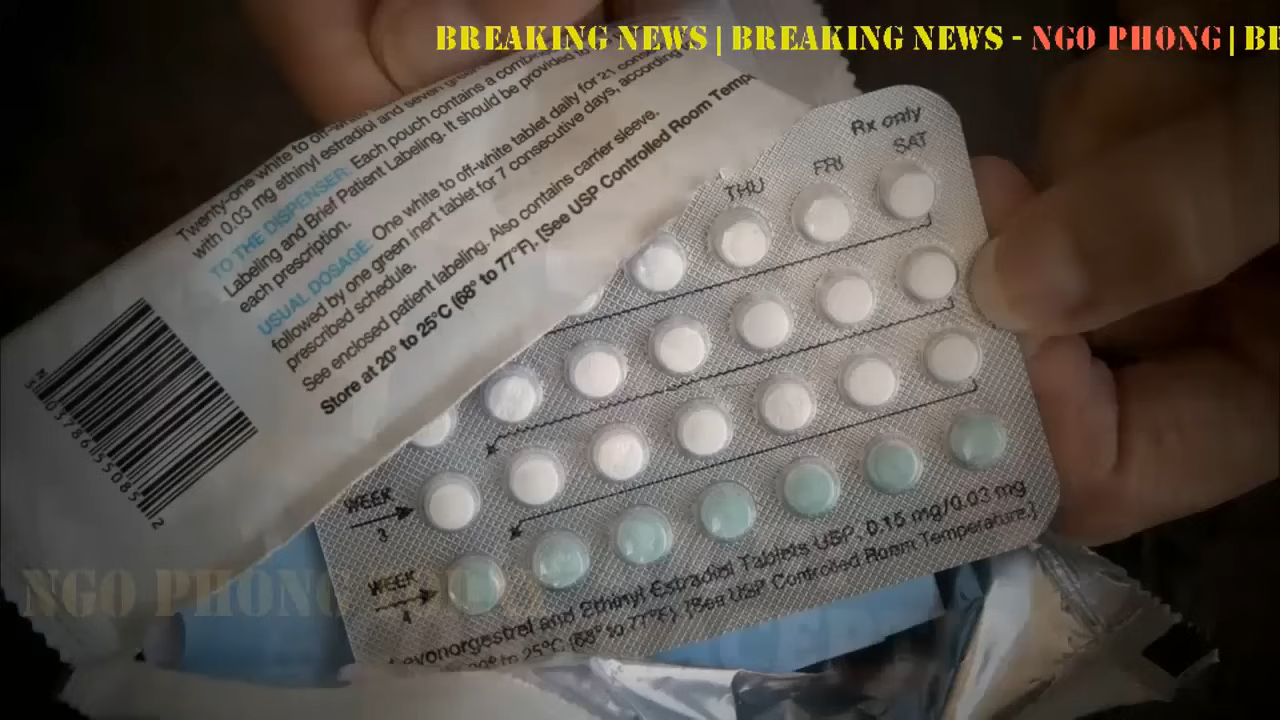 BREAKING NEWS | BREAKING NEWS - NGO PHONG | BR
Twenty-one white to off-white
with 0.03 mg ethinyl estradiol and seven green
TO THE DISPENSER: Each pouch contains a
Labeling and Brief Patient Labeling. It should be provided
each prescription.
USUAL DOSAGE: One white to off-white tablet daily for 21
followed by one green inert tablet for 7 consecutive days, according
prescribed schedule.
See enclosed patient labeling. Also contains carrier sleeve.
Store at 20° to 25°C (68° to 77°F). [See USP Controlled Room Temp
Rx only
THU FRI SAT
WEEK
3
WEEK
4
Levonorgestrel and Ethinyl Estradiol Tablets USP, 0.15 mg/0.03 mg
20° to 25°C (68° to 77°F). [See USP Controlled Room Temperature.]
NGO PHONG